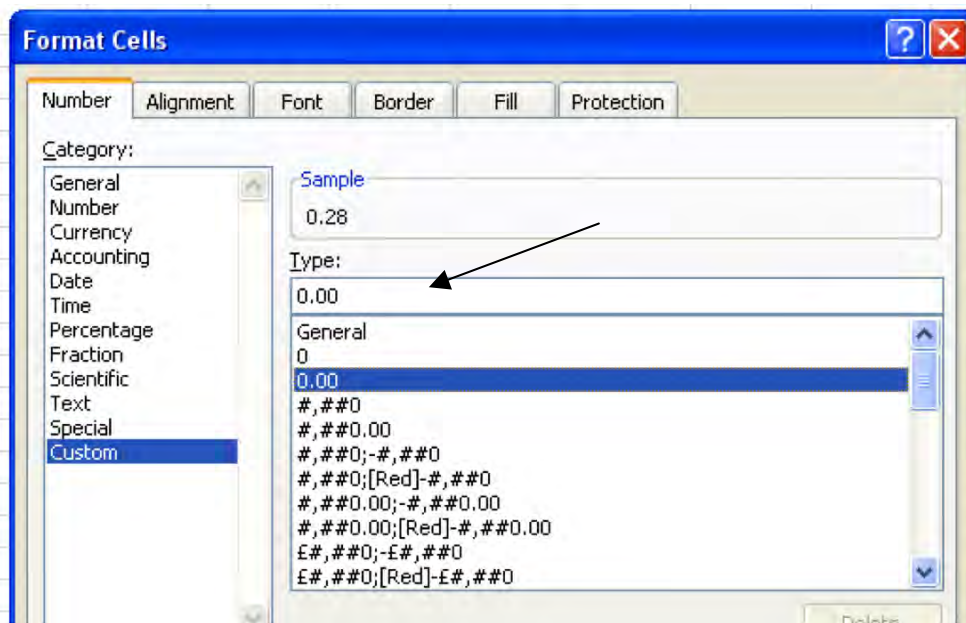 Format Cells
?
Number Alignment Font Border Fill Protection
Category:
General
Number
Currency
Accounting
Date
Time
Percentage
Fraction
Scientific
Text
Special
Custom
Sample
0.28
Type:
0.00
General
0
0.00
#,##0
#,##0.00
#,##0;-#,##0
#,##0;[Red]-#,##0
#,##0.00;-#,##0.00
#,##0.00;[Red]-#,##0.00
£#,##0;-£#,##0
£#,##0;[Red]-£#,##0
Delete